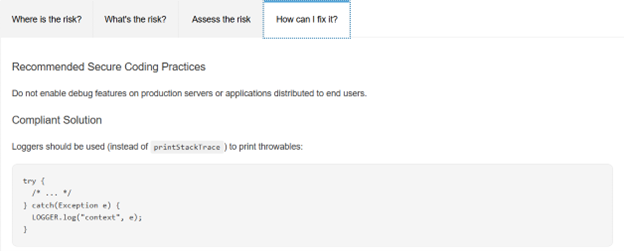 Where is the risk? What's the risk? Assess the risk How can I fix it?
Recommended Secure Coding Practices
Do not enable debug features on production servers or applications distributed to end users.
Compliant Solution
Loggers should be used (instead of printStackTrace ) to print throwables:
try {
/* ... */
} catch(Exception e) {
LOGGER.log("context", e);
}